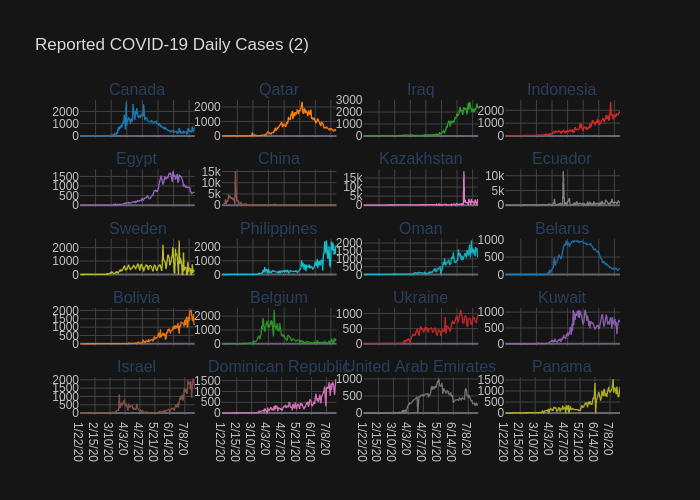 Reported COVID-19 Daily Cases (2)
Canada Qatar Iraq Indonesia
2000 1000 0 2000 1000 0 3000 2000 1000 0 2000 1000 0
Egypt China Kazakhstan Ecuador
1500 1000 500 0 15k 10k 5k 0 15k 10k 5k 0 10k 5k 0
Sweden Philippines Oman Belarus
2000 1000 0 2000 1000 0 2000 1500 1000 500 0 1000 500 0
Bolivia Belgium Ukraine Kuwait
2000 1500 1000 500 0 2000 1000 0 1000 500 0 1000 500 0
Israel Dominican Republic United Arab Emirates Panama
2000 1500 1000 500 0 1500 1000 500 0 1000 500 0 1500 1000 500 0
1/22/20 2/15/20 3/10/20 4/3/20 4/27/20 5/21/20 6/14/20 7/8/20 1/22/20 2/15/20 3/10/20 4/3/20 4/27/20 5/21/20 6/14/20 7/8/20 1/22/20 2/15/20 3/10/20 4/3/20 4/27/20 5/21/20 6/14/20 7/8/20 1/22/20 2/15/20 3/10/20 4/3/20 4/27/20 5/21/20 6/14/20 7/8/20